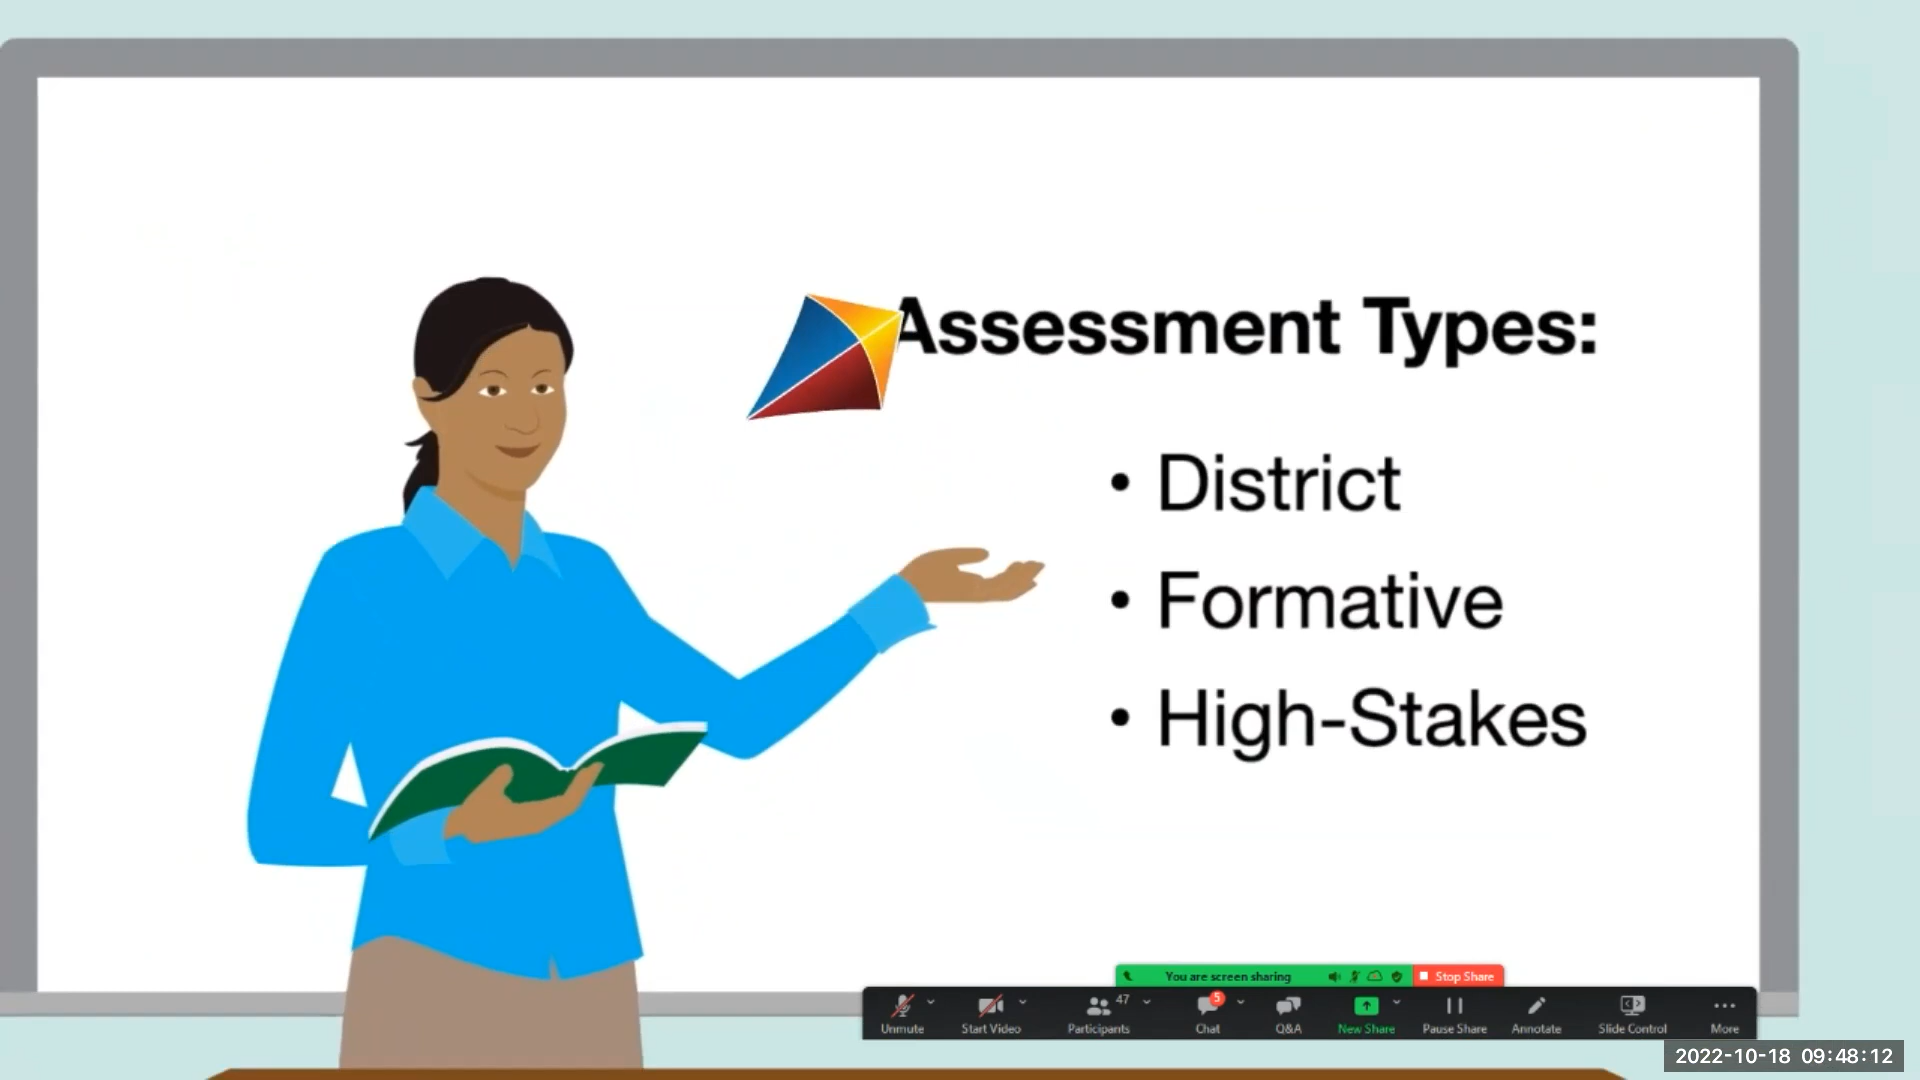 Assessment Types:
• District
• Formative
• High-Stakes
You are screen sharing
Stop Share
Unmute
Start Video
47
Participants
5
Chat
Q&A
New Share
Pause Share
Annotate
Slide Control
More
2022-10-18 09:48:12